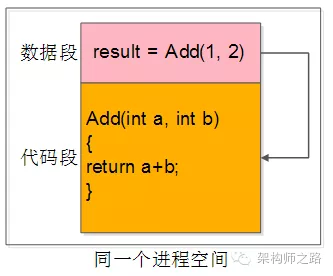 数据段
result = Add(1, 2)
代码段
Add(int a, int b)
{
return a+b;
}
同一个进程空间
架构师之路